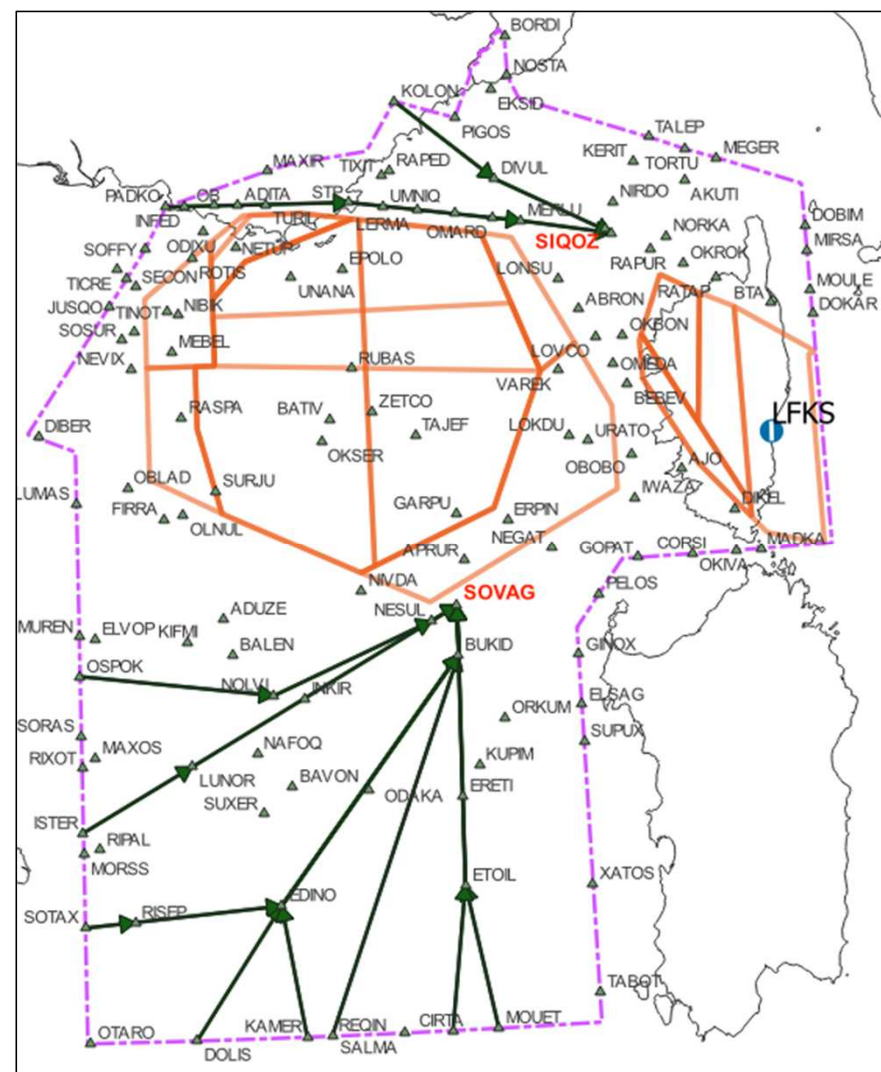 BORDI
NOSTA
KOLON
EKSID
PIGOS
TALEP
MEGER
KERIT
TORTU
MAXIR
TIXIT
RAPED
DIVUL
AKUTI
NIRDO
PADKO
OB
ADITA
STP
UMNIQ
MERLU
INFED
TURIL
LERMA
OMARD
SIQOZ
NORKA
DOBIM
MIRSA
SOFFY
ODIXU
NETUP
EPOLO
RAPUR
OKROK
TICRE
SECON
ROTIS
UNANA
LONSU
RATAP
BTA
MOULE
DOKAR
JUSQO
TINOT
NIBIK
ABRON
SOSUR
MEBEL
OKBON
NEVIX
RUBAS
LOVCO
VAREK
OMEDA
BEBEV
RASPA
BATIV
ZETCO
TAJEF
LOKDU
URATO
LFKS
DIBER
OKSER
OBOBO
AJO
LUMAS
OBLAD
SURJU
IWAZA
DIKEL
FIRRA
OLNUL
GARPU
ERPIN
NEGAT
APRUR
GOPAT
CORSI
OKIVA
MADKA
NIVDA
SOVAG
PELOS
MUREN
ELVOP
KIFMI
ADUZE
NESUL
BALEN
BUKID
GINOX
OSPOK
NOLVI
INKIR
ORKUM
ELSAG
SUPUX
SORAS
RIXOT
MAXOS
NAFOQ
KUPIM
LUNOR
BAVON
ODAKA
ERETI
SUXER
ISTER
RIPAL
MORSS
ETOIL
XATOS
SOTAX
RISEP
EDINO
TABOT
OTARO
DOLIS
KAMER
REQIN
SALMA
CIRTA
MOUET